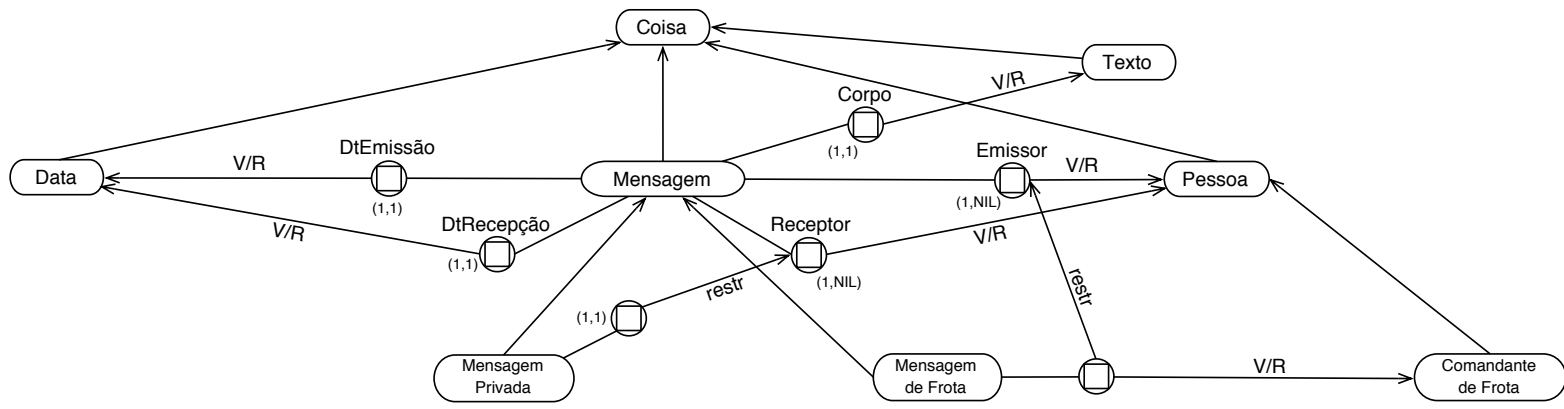 Coisa
Texto
V/R
Corpo
(1,1)
DtEmissão
V/R
Data
(1,1)
Mensagem
Emissor
V/R
(1,NIL)
Pessoa
DtRecepção
V/R
(1,1)
Receptor
V/R
(1,NIL)
restr
restr
(1,1)
Mensagem
Privada
Mensagem
de Frota
V/R
Comandante
de Frota